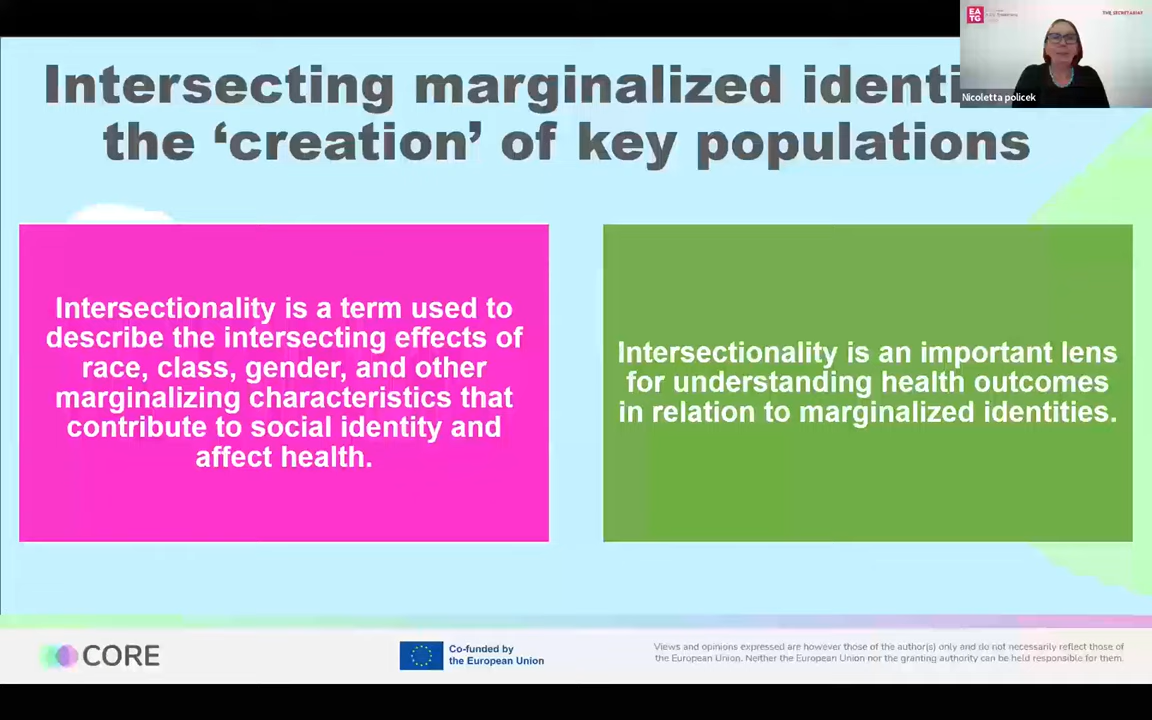 Intersecting marginalized identi
the ‘creation’ of key populations
EA
TG
THE SECRETARIAT
Nicoletta policek
Intersectionality is a term used to
describe the intersecting effects of
race, class, gender, and other
marginalizing characteristics that
contribute to social identity and
affect health.
Intersectionality is an important lens
for understanding health outcomes
in relation to marginalized identities.
CORE
Co-funded by
the European Union
Views and opinions expressed are however those of the author(s) only and do not necessarily reflect those of
the European Union. Neither the European Union nor the granting authority can be held responsible for them.